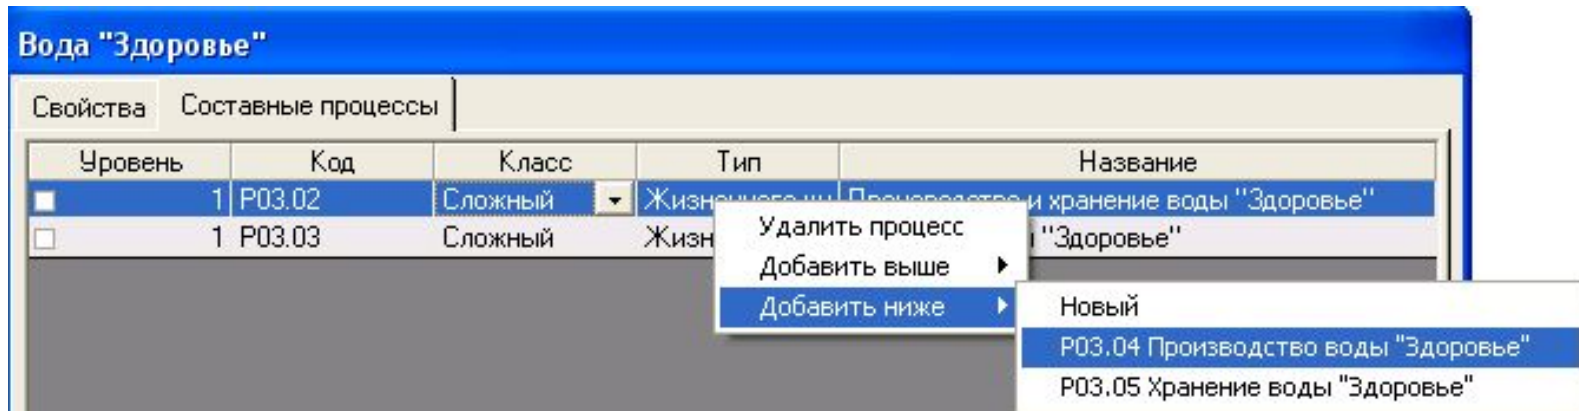 Вода "Здоровье"
Свойства Составные процессы
Уровень Код Класс Тип Название
1 P03.02 Сложный Жизненного и хранение воды "Здоровье"
1 P03.03 Сложный Жизн "Здоровье"
Удалить процесс
Добавить выше
Добавить ниже
Новый
P03.04 Производство воды "Здоровье"
P03.05 Хранение воды "Здоровье"